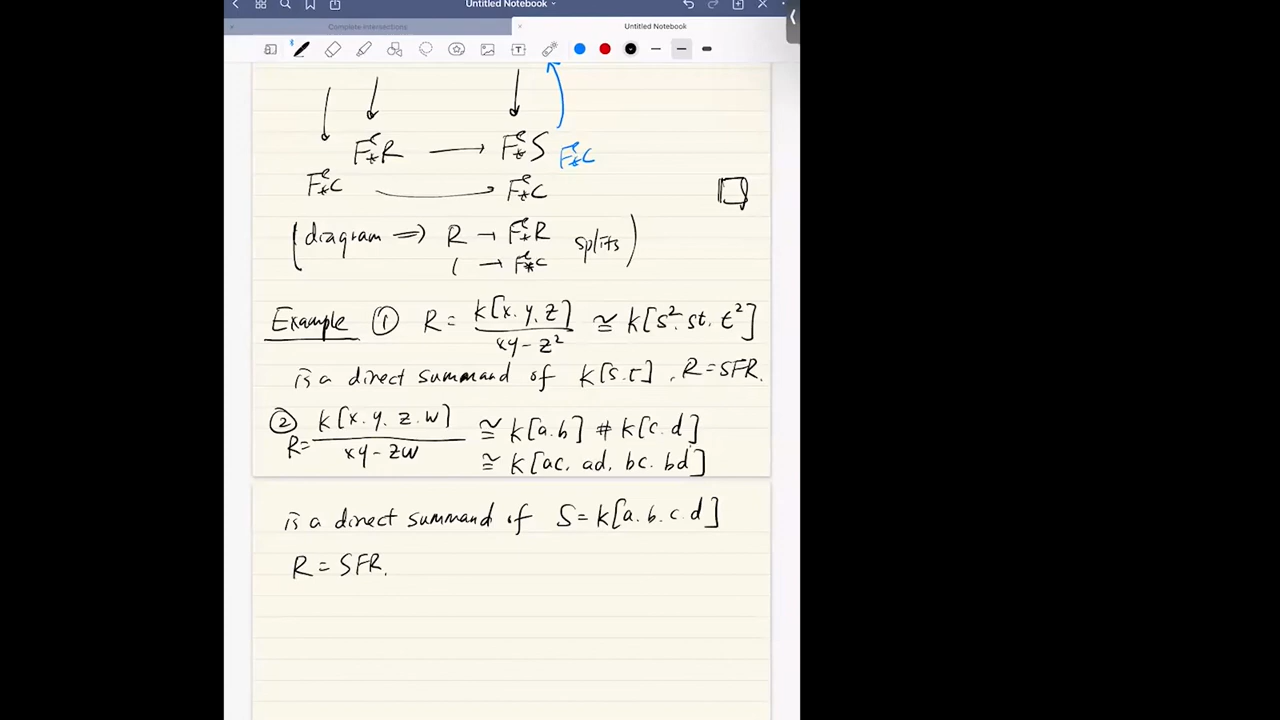 Untitled Notebook
Complete Intersections
Untitled Notebook
F^e_*R → F^e_*S F^e_*c
F^e_*c → F^e_*c
(diagram ⇒) R → F^e_*R splits)
1 → F^e_*c
Example ① R = k[x.y.z]/(xy-z²) ≅ k[s².st.t²]
is a direct summand of k[s.t]. R = SFR.
② R = k[x.y.z.w]/(xy-zw) ≅ k[a.b] # k[c.d]
≅ k[ac, ad, bc. bd]
is a direct summand of S = k[a.b.c.d]
R = SFR.